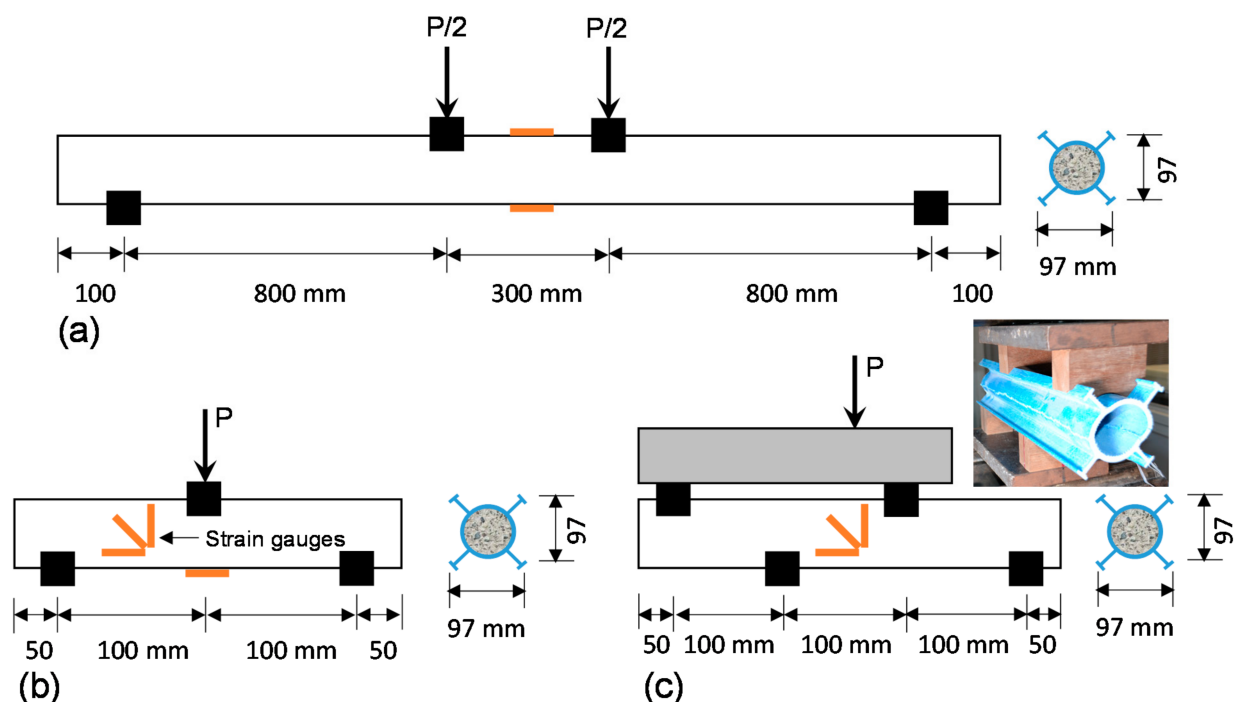 P/2 P/2
97
97 mm
100 800 mm 300 mm 800 mm 100
(a)
P
Strain gauges
97
97 mm
50 100 mm 100 mm 50
(b)
P
97
97 mm
50 100 mm 100 mm 100 mm 50
(c)